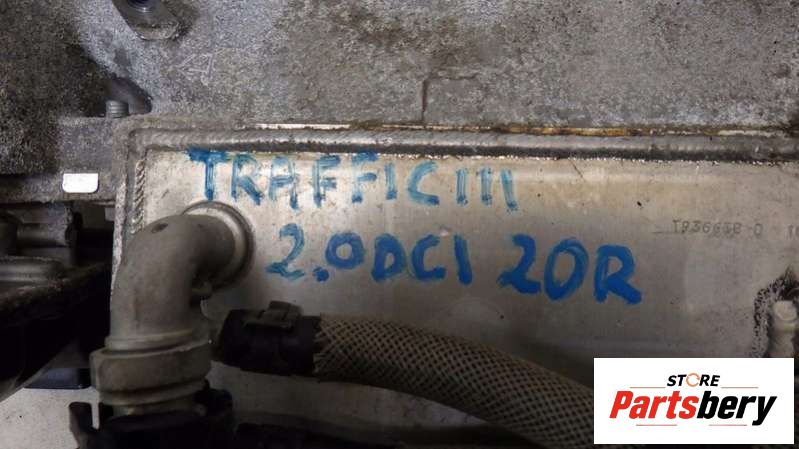 TRAFFIC III
2.0DCI 20R
STORE
Partsbery